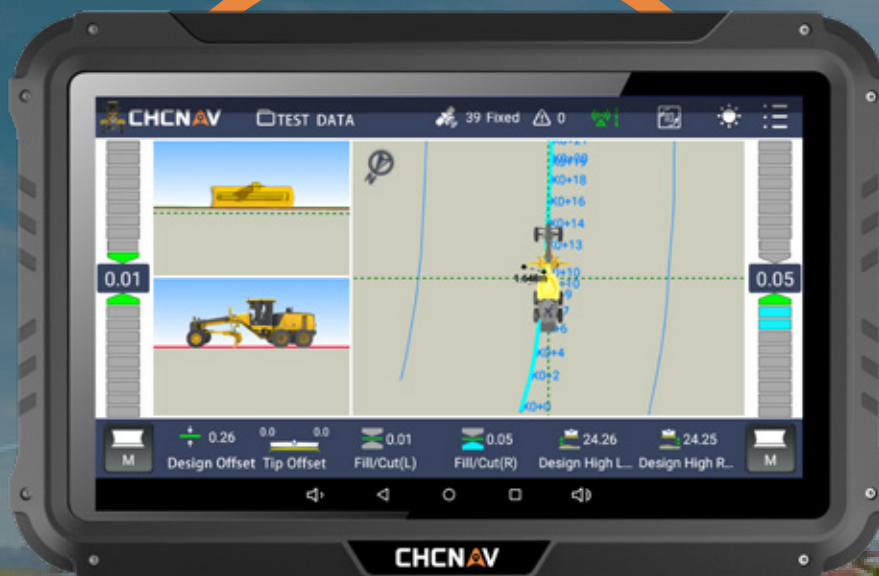 CHCNAV
TEST DATA
39 Fixed
0
K0+18
K0+16
K0+14
K0+13
K0+4
K0+2
K0+0
0.01
0.05
0.26
0.0
0.0
0.01
0.05
24.26
24.25
M
Design Offset
Tip Offset
Fill/Cut(L)
Fill/Cut(R)
Design High L...
Design High R...
M
CHCNAV